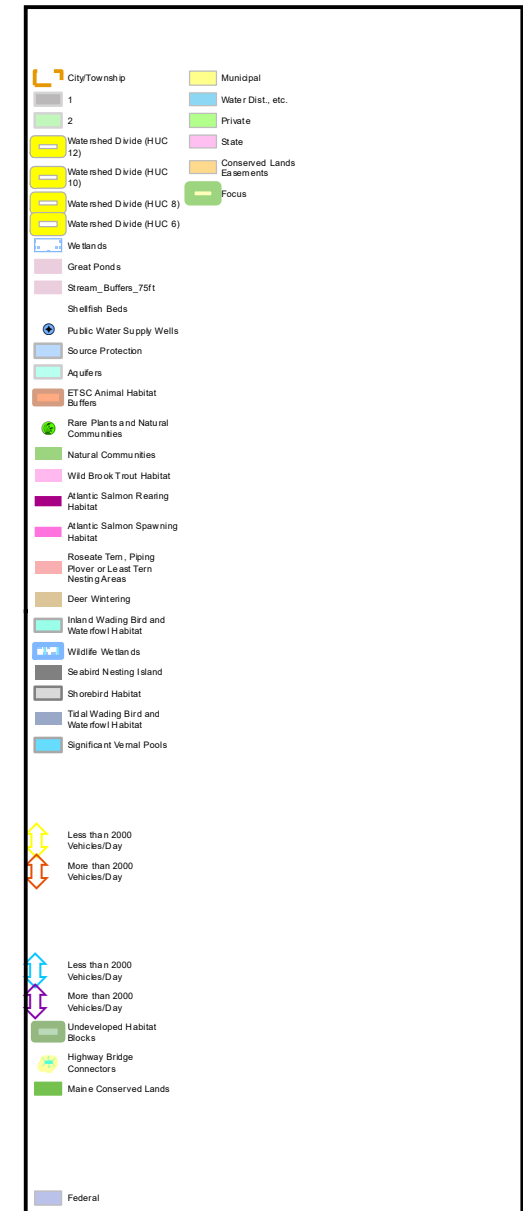 City/Township
1
2
Watershed Divide (HUC
12)
Watershed Divide (HUC
10)
Watershed Divide (HUC 8)
Watershed Divide (HUC 6)
Wetlands
Great Ponds
Stream_Buffers_75ft
Shellfish Beds
Public Water Supply Wells
Source Protection
Aquifers
ETSC Animal Habitat
Buffers
Rare Plants and Natural
Communities
Natural Communities
Wild Brook Trout Habitat
Atlantic Salmon Rearing
Habitat
Atlantic Salmon Spawning
Habitat
Roseate Tern, Piping
Plover or Least Tern
Nesting Areas
Deer Wintering
Inland Wading Bird and
Waterfowl Habitat
Wildlife Wetlands
Seabird Nesting Island
Shorebird Habitat
Tidal Wading Bird and
Waterfowl Habitat
Significant Vernal Pools
Less than 2000
Vehicles/Day
More than 2000
Vehicles/Day
Less than 2000
Vehicles/Day
More than 2000
Vehicles/Day
Undeveloped Habitat
Blocks
Highway Bridge
Connectors
Maine Conserved Lands
Federal
Municipal
Water Dist., etc.
Private
State
Conserved Lands
Easements
Focus